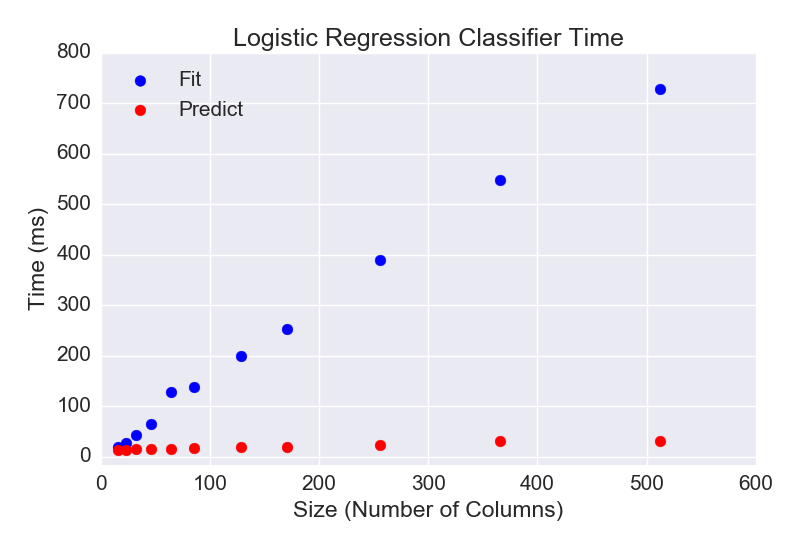 Logistic Regression Classifier Time
800
700
600
500
400
300
200
100
0
Time (ms)
Fit
Predict
0 100 200 300 400 500 600
Size (Number of Columns)